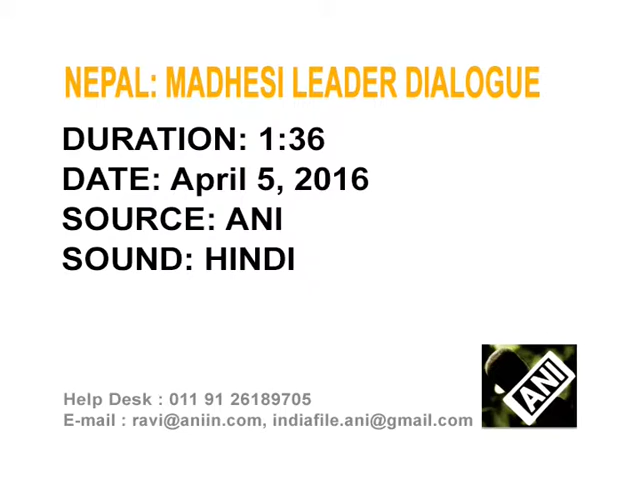 NEPAL: MADHESI LEADER DIALOGUE
DURATION: 1:36
DATE: April 5, 2016
SOURCE: ANI
SOUND: HINDI
ANI
Help Desk : 011 91 26189705
E-mail : ravi@aniin.com, indiafile.ani@gmail.com